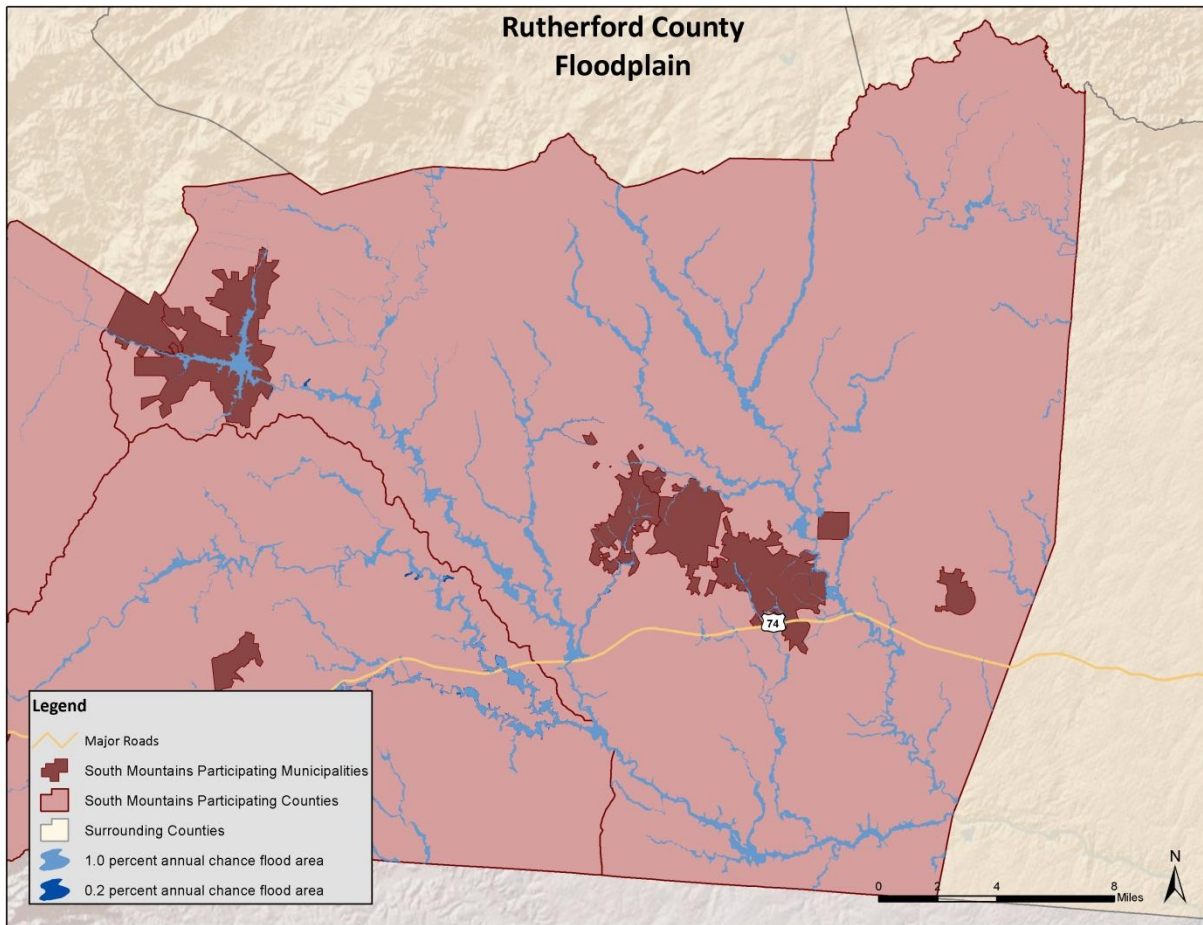 Rutherford County
Floodplain
74
Legend
Major Roads
South Mountains Participating Municipalities
South Mountains Participating Counties
Surrounding Counties
1.0 percent annual chance flood area
0.2 percent annual chance flood area
N
0 2 4 8
Miles